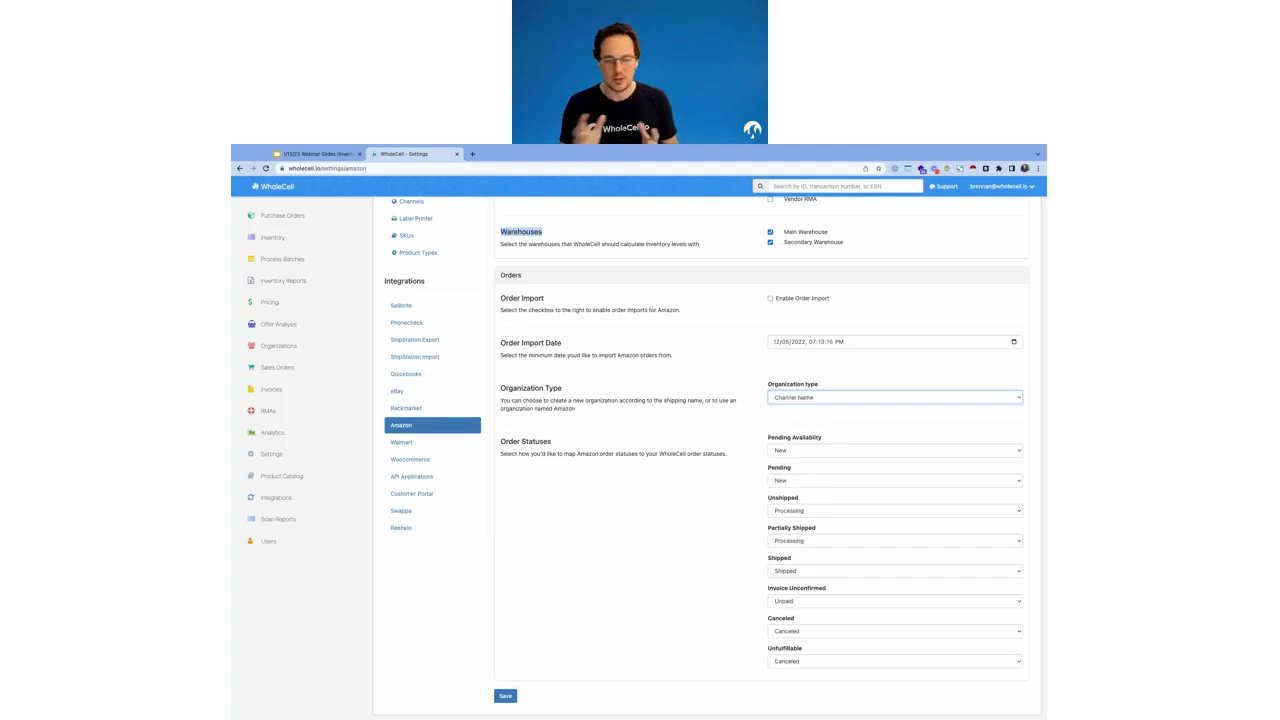 WholeCell.io
1/13/23 Webinar Slides (Inven
WholeCell - Settings
wholecell.io/settings/amazon
WholeCell
Search by ID, transaction number, or ESN
Support
brennan@wholecell.io
Purchase Orders
Inventory
Process Batches
Inventory Reports
Pricing
Offer Analysis
Organizations
Sales Orders
Invoices
RMAs
Analytics
Settings
Product Catalog
Integrations
Scan Reports
Users
Channels
Label Printer
SKUs
Product Types
Integrations
Sellbrite
Phonecheck
ShipStation Export
ShipStation Import
Quickbooks
eBay
Backmarket
Amazon
Walmart
Woocommerce
API Applications
Customer Portal
Swappa
Reebelo
Vendor RMA
Warehouses
Select the warehouses that WholeCell should calculate inventory levels with
Main Warehouse
Secondary Warehouse
Orders
Order Import
Select the checkbox to the right to enable order imports for Amazon.
Enable Order Import
Order Import Date
Select the minimum date youd like to import Amazon orders from.
12/05/2022, 07:13:16 PM
Organization Type
You can choose to create a new organization according to the shipping name, or to use an
organization named Amazon
Organization type
Channel Name
Order Statuses
Select how you'd like to map Amazon order statuses to your WholeCell order statuses.
Pending Availablity
New
Pending
New
Unshipped
Processing
Partially Shipped
Processing
Shipped
Shipped
Invoice Unconfirmed
Unpaid
Canceled
Canceled
Unfulfillable
Canceled
Save